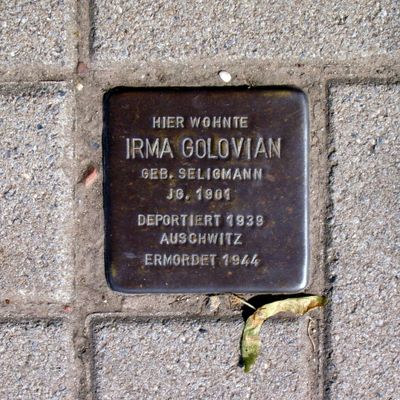 HIER WOHNTE
IRMA GOLOVIAN
GEB. SELIGMANN
JG. 1901
DEPORTIERT 1939
AUSCHWITZ
ERMORDET 1944